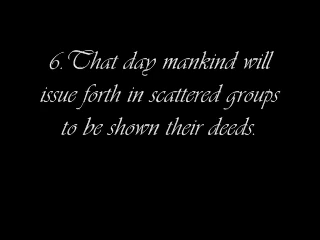 6. That day mankind will
issue forth in scattered groups
to be shown their deeds.